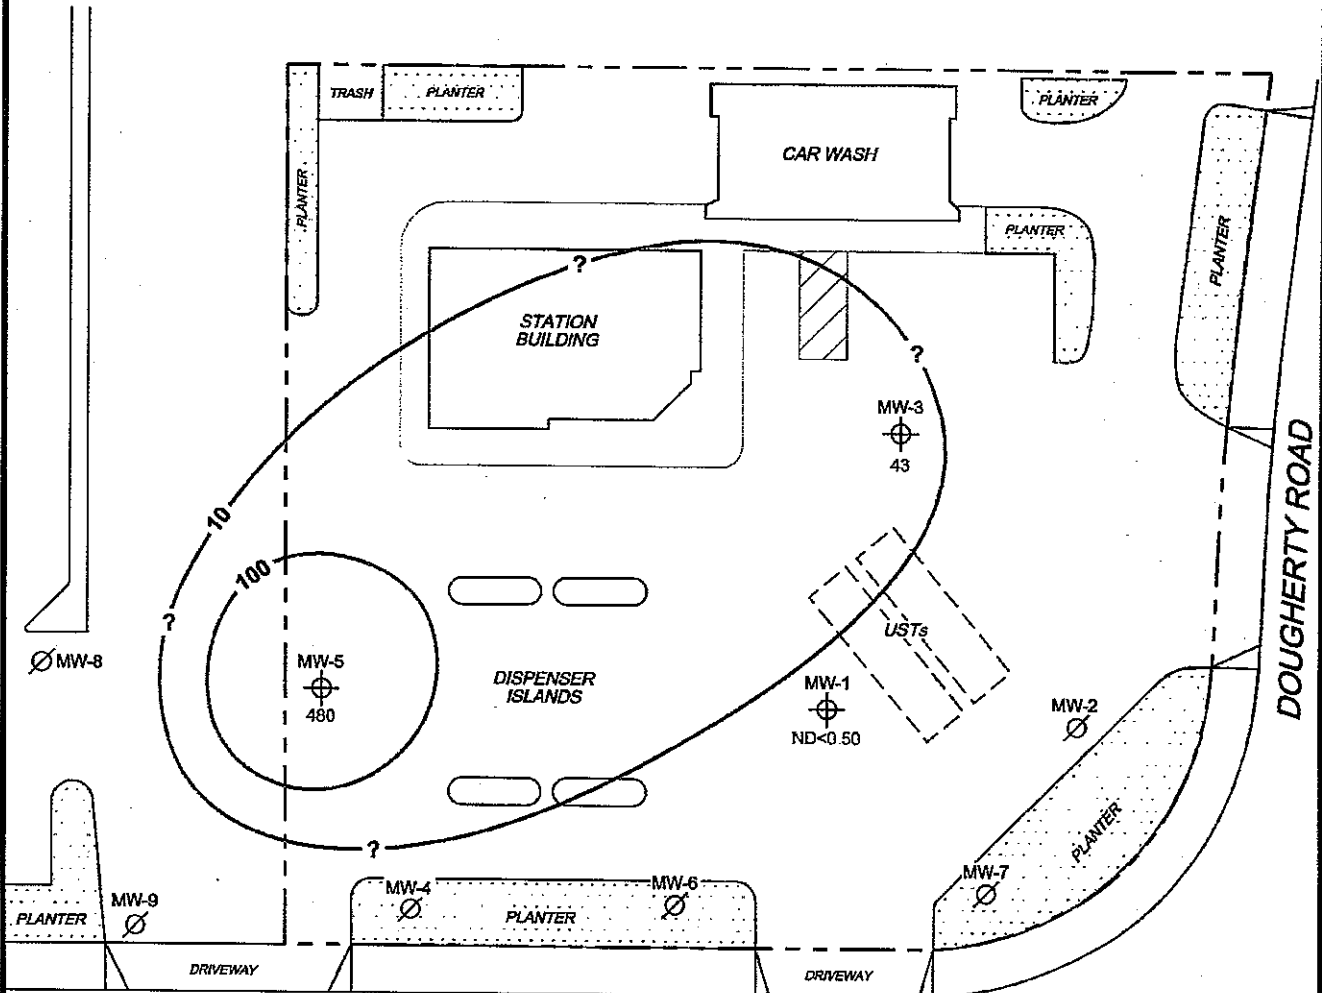 TRASH
PLANTER
PLANTER
CAR WASH
PLANTER
PLANTER
PLANTER
?
STATION
BUILDING
PLANTER
?
MW-3
43
10
100
?
USTs
DOUGHERTY ROAD
MW-8
MW-5
480
DISPENSER
ISLANDS
MW-1
ND<0.50
MW-2
PLANTER
?
MW-9
MW-4
MW-6
MW-7
PLANTER
PLANTER
DRIVEWAY
DRIVEWAY